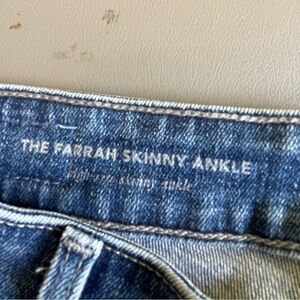 THE FARRAH SKINNY ANKLE
high-rise skinny ankle